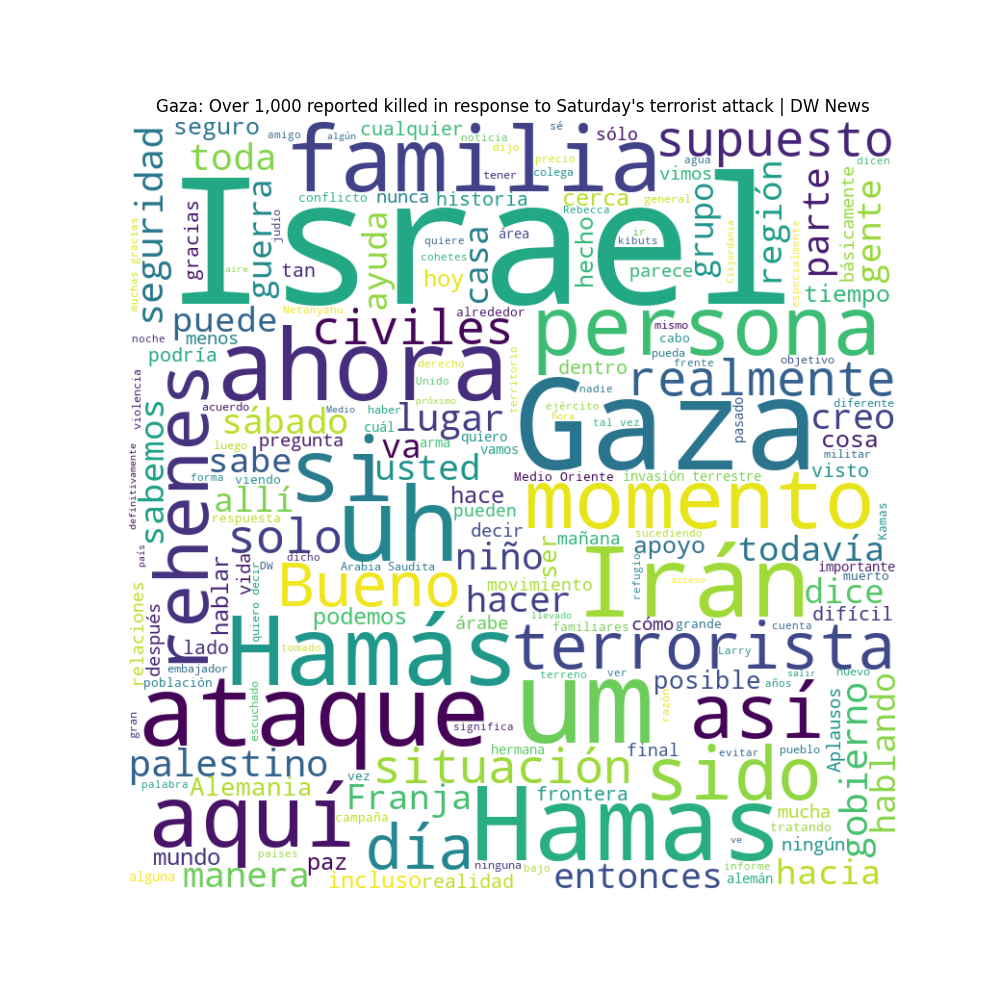 Gaza: Over 1,000 reported killed in response to Saturday's terrorist attack | DW News
seguro
cualquier
sé
sólo
supuesto
amigo
algún
noticia
dijo
toda
familia
precio
agua
dicen
tener
colega
vimos
seguridad
Israel
conflicto
nunca
historia
cerca
general
Rebecca
muchas gracias
gracias
guerra
judío
ayuda
quiere
área
casa
hecho
ir
kibuts
grupo
Cisjordania
región
especialmente
parte
básicamente
gente
aire
tan
cohetes
hoy
parece
tiempo
Netanyahu
alrededor
puede
civiles
persona
mismo
noche
menos
cabo
podría
ahora
derecho
territorio
dentro
pueda
frente
objetivo
violencia
rehenes
Unido
nadie
realmente
próximo
acuerdo
Medio
haber
ejército
hora
diferente
sábado
lugar
Gaza
pasado
creo
cuál
tal vez
sabemos
pregunta
va
arma
quiero
cosa
luego
vamos
militar
definitivamente
sabe
viendo
si
usted
Medio Oriente
invasión terrestre
visto
forma
allí
hace
momento
respuesta
uh
pueden
Kamas
solo
decir
mañana
sucediendo
país
dicho
niño
ser
apoyo
todavía
vida
DW
Arabia Saudita
Irán
refugio
importante
hablar
quiero decir
Bueno
movimiento
acceso
muerto
relaciones
después
hacer
dice
llevado
podemos
árabe
familiares
cómo
grande
cuenta
difícil
lado
tomado
Hamás
terrorista
Larry
embajador
terreno
ver
salir
nuevo
población
posible
años
ataque
um
así
escuchado
razón
gran
significa
Aplausos
gobierno
hablando
palestino
situación
hermana
final
evitar
pueblo
vez
sido
palabra
Alemania
Franja
frontera
aquí
campaña
Hamas
mucha
tratando
día
ve
ningún
mundo
países
paz
ninguna
bajo
informe
alguna
manera
incluso
realidad
entonces
alemán
hacia